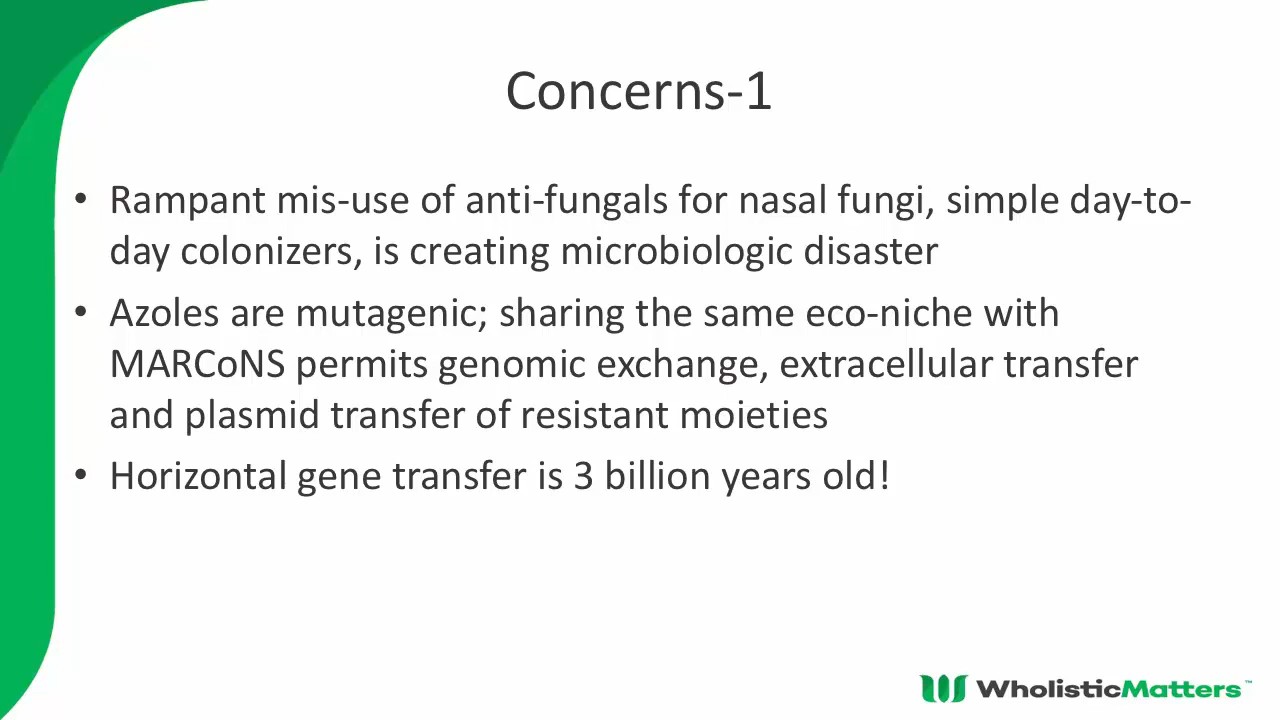 Concerns-1
• Rampant mis-use of anti-fungals for nasal fungi, simple day-to-
day colonizers, is creating microbiologic disaster
• Azoles are mutagenic; sharing the same eco-niche with
MARCoNS permits genomic exchange, extracellular transfer
and plasmid transfer of resistant moieties
• Horizontal gene transfer is 3 billion years old!
WholisticMatters™